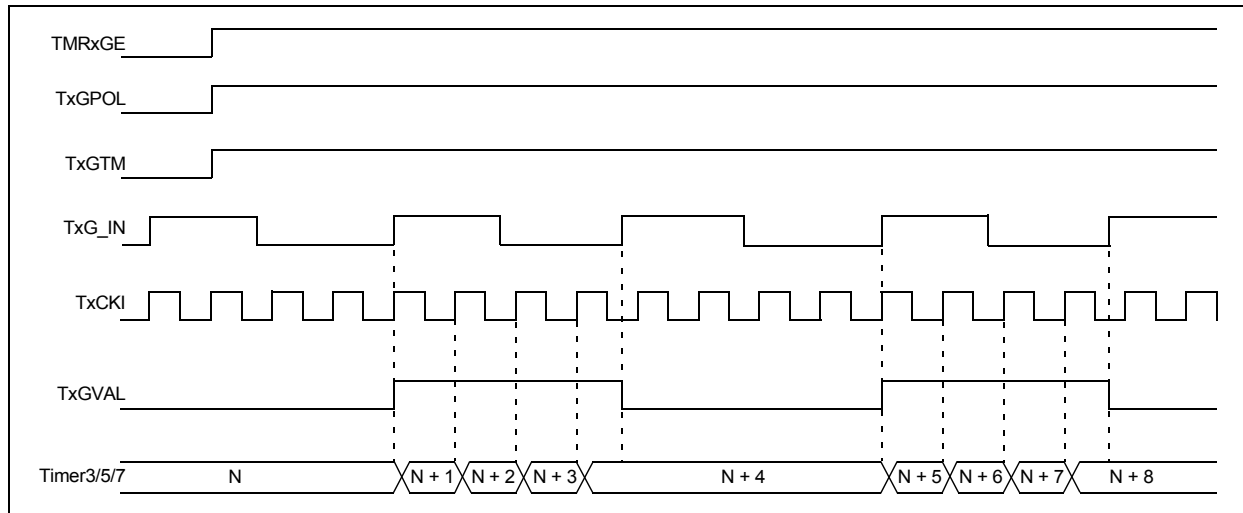 TMRxGE
TxGPOL
TxGTM
TxG_IN
TxCKI
TxGVAL
Timer3/5/7 N N + 1 N + 2 N + 3 N + 4 N + 5 N + 6 N + 7 N + 8